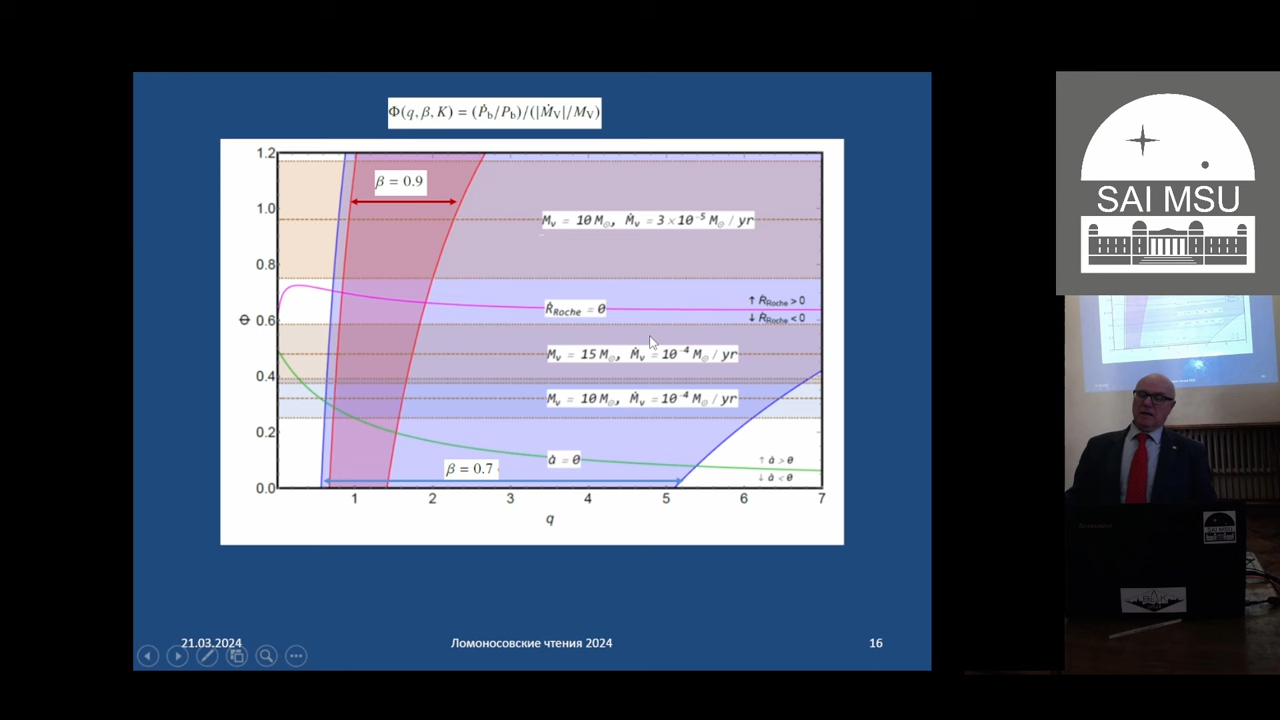 Φ(q, β, K) = (Ṗb/Pb)/(|Ṁv|/Mv)
SAI MSU
1.2
1.0
0.8
0.6
0.4
0.2
0.0
Φ
β = 0.9
Mv = 10 M⊙, Ṁv = 3×10⁻⁵ M⊙ / yr
ṘRoche = 0
↑ ṘRoche > 0
↓ ṘRoche < 0
Mv = 15 M⊙, Ṁv = 10⁻⁴ M⊙ / yr
Mv = 10 M⊙, Ṁv = 10⁻⁴ M⊙ / yr
ȧ = 0
↑ ȧ > 0
↓ ȧ < 0
β = 0.7
1 2 3 4 5 6 7
q
21.03.2024 Ломоносовские чтения 2024 16